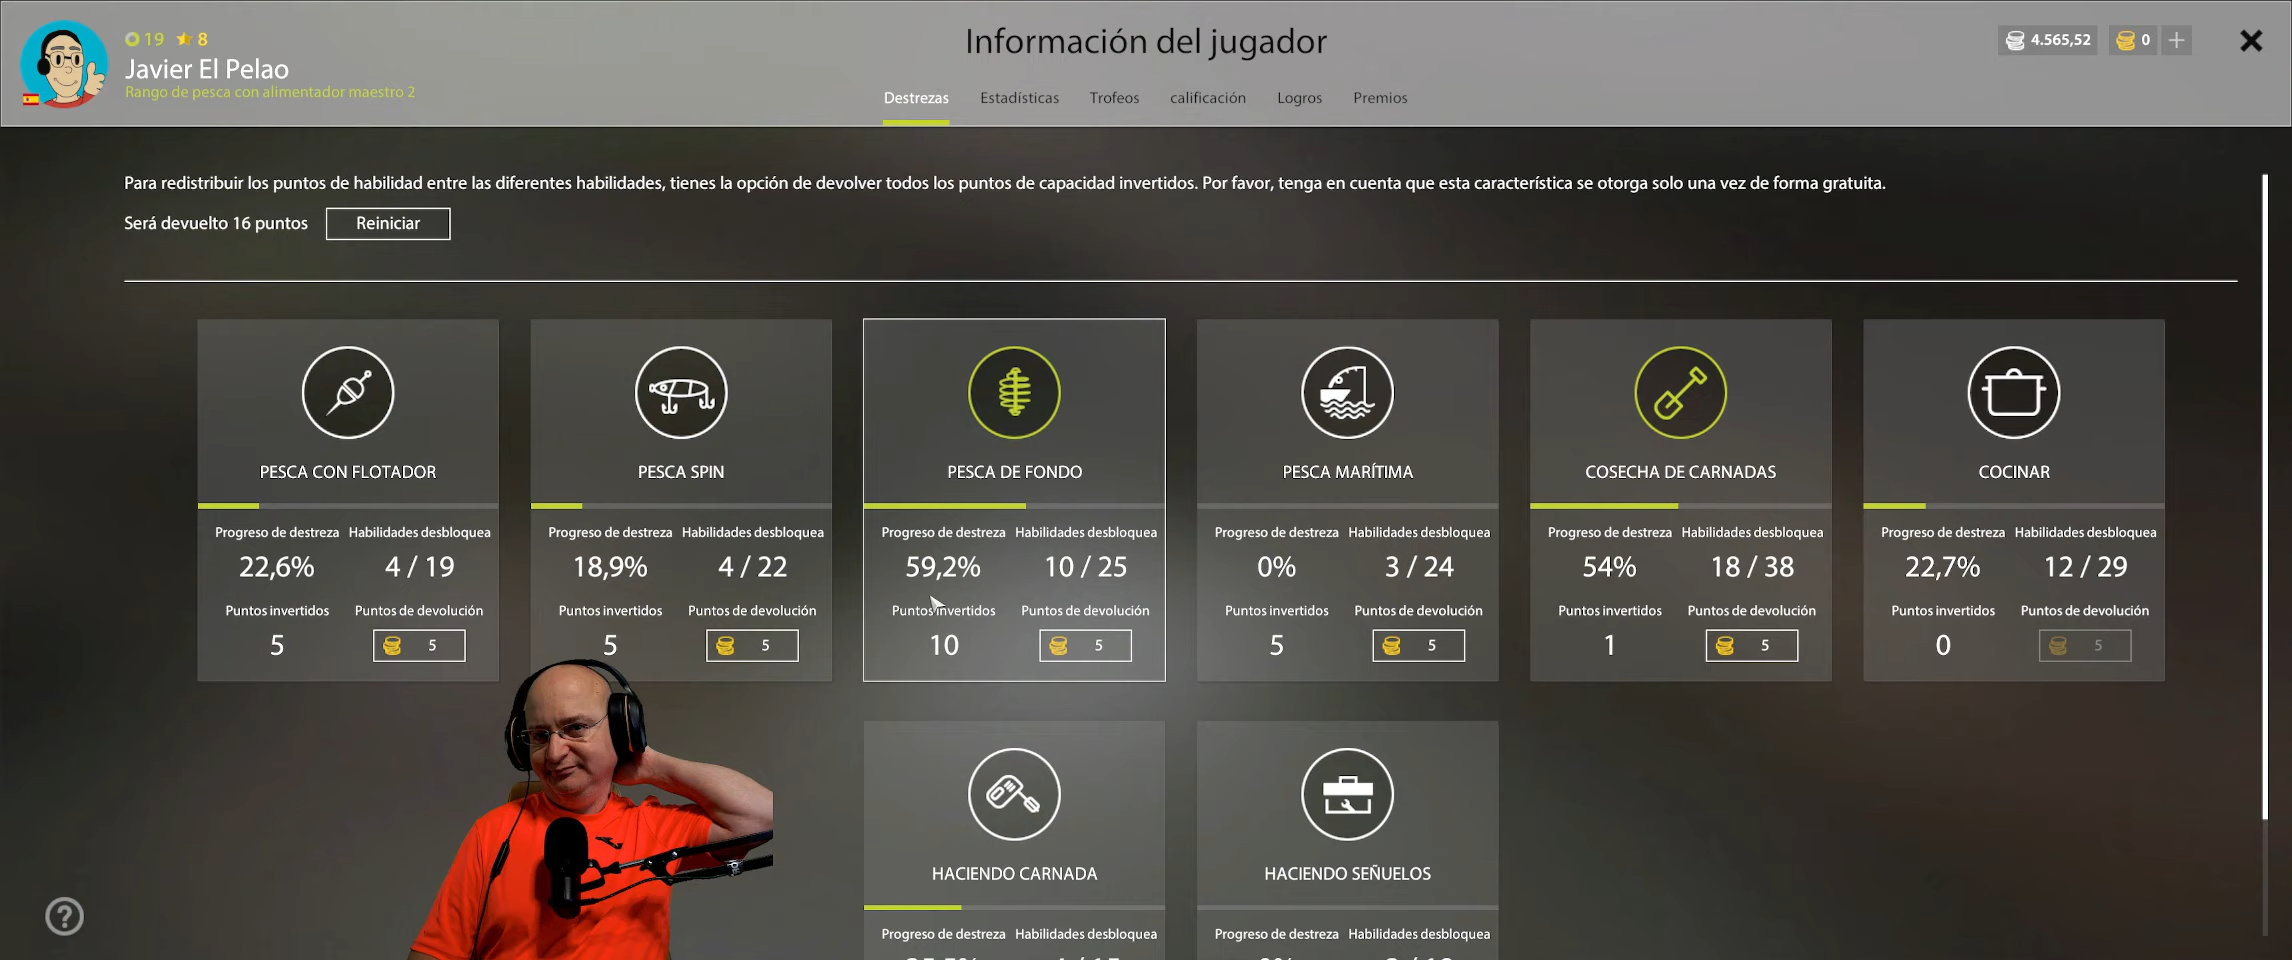 19 8
Información del jugador
4.565,52 0 +
Javier El Pelao
Rango de pesca con alimentador maestro 2
Destrezas Estadísticas Trofeos calificación Logros Premios
Para redistribuir los puntos de habilidad entre las diferentes habilidades, tienes la opción de devolver todos los puntos de capacidad invertidos. Por favor, tenga en cuenta que esta característica se otorga solo una vez de forma gratuita.
Será devuelto 16 puntos Reiniciar
PESCA CON FLOTADOR PESCA SPIN PESCA DE FONDO PESCA MARÍTIMA COSECHA DE CARNADAS COCINAR
Progreso de destreza Habilidades desbloquea Progreso de destreza Habilidades desbloquea Progreso de destreza Habilidades desbloquea Progreso de destreza Habilidades desbloquea Progreso de destreza Habilidades desbloquea Progreso de destreza Habilidades desbloquea
22,6% 4 / 19 18,9% 4 / 22 59,2% 10 / 25 0% 3 / 24 54% 18 / 38 22,7% 12 / 29
Puntos invertidos Puntos de devolución Puntos invertidos Puntos de devolución Puntos invertidos Puntos de devolución Puntos invertidos Puntos de devolución Puntos invertidos Puntos de devolución Puntos invertidos Puntos de devolución
5 5 5 5 10 5 5 5 1 5 0 5
HACIENDO CARNADA HACIENDO SEÑUELOS
Progreso de destreza Habilidades desbloquea Progreso de destreza Habilidades desbloquea
?